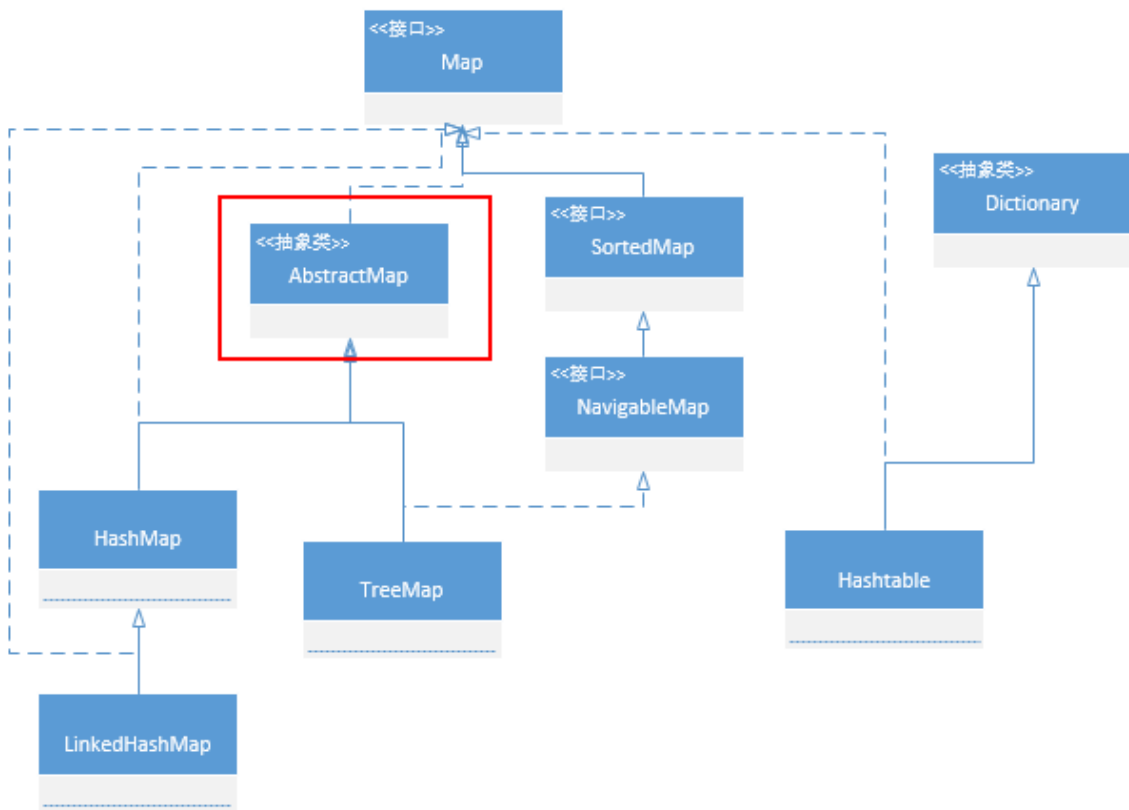 <<接口>>
Map
<<抽象类>>
Dictionary
<<抽象类>>
AbstractMap
<<接口>>
SortedMap
<<接口>>
NavigableMap
HashMap
TreeMap
Hashtable
LinkedHashMap